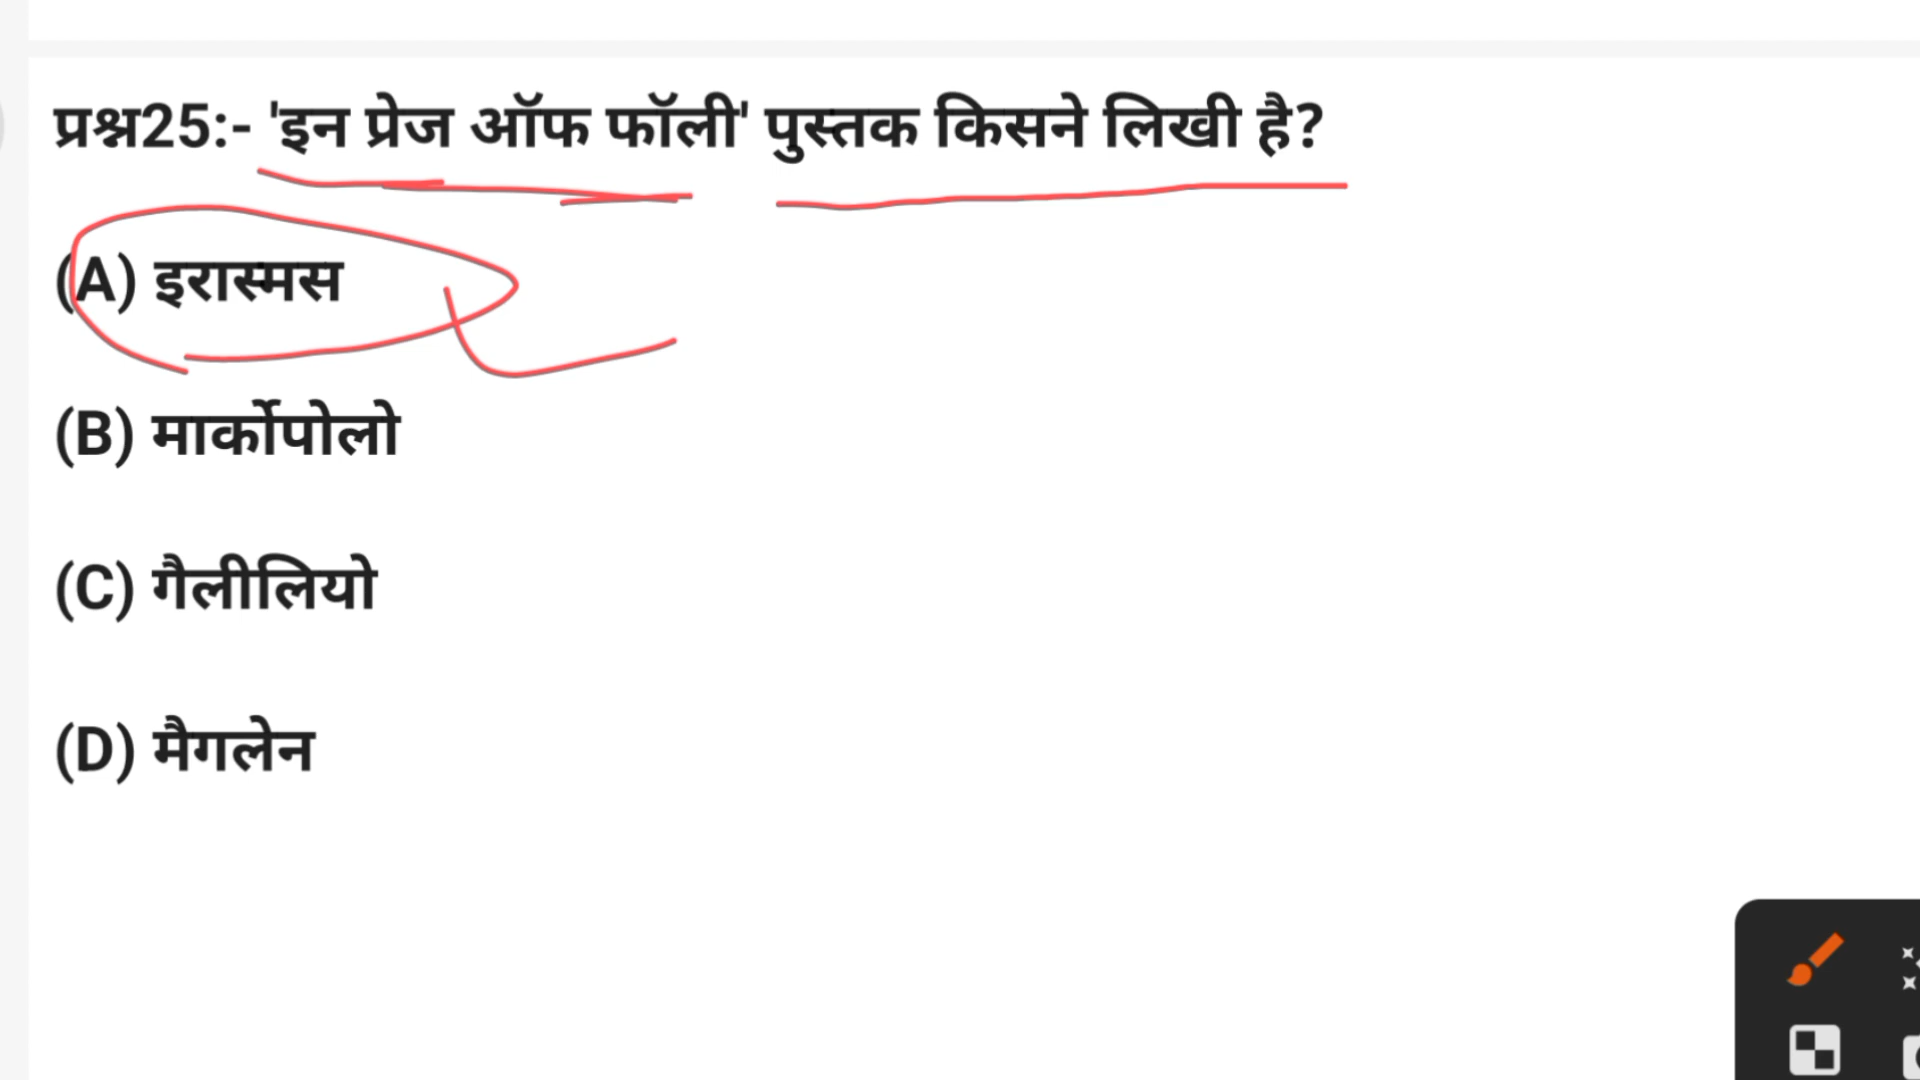 प्रश्न25:- 'इन प्रेज ऑफ फॉली' पुस्तक किसने लिखी है?
(A) इरास्मस
(B) मार्कोपोलो
(C) गैलीलियो
(D) मैगलेन